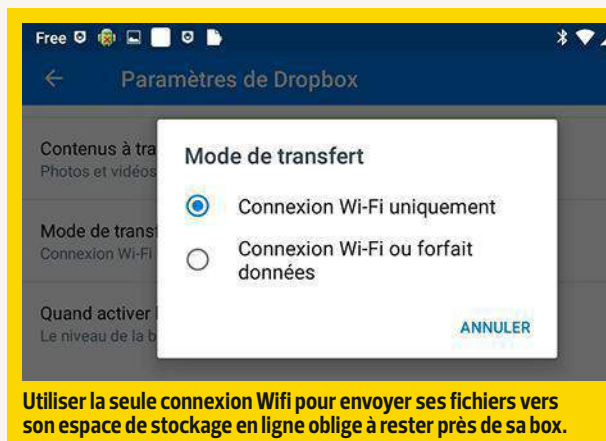 Free
Paramètres de Dropbox
Contenus à tra
Photos et vidéos
Mode de transf
Connexion Wi-Fi
Quand activer l
Le niveau de la b
Mode de transfert
Connexion Wi-Fi uniquement
Connexion Wi-Fi ou forfait
données
ANNULER
Utiliser la seule connexion Wifi pour envoyer ses fichiers vers
son espace de stockage en ligne oblige à rester près de sa box.